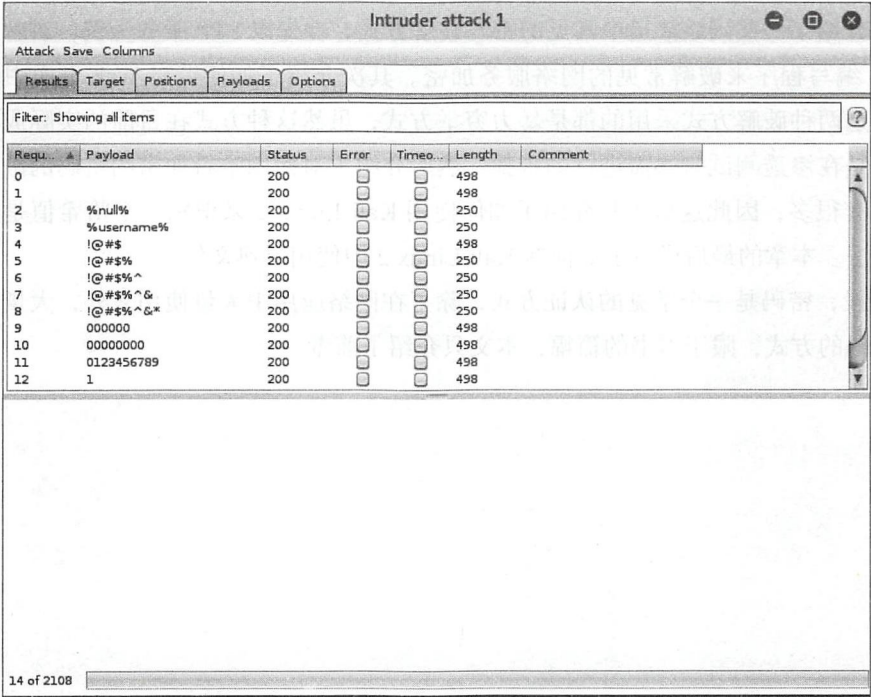 Intruder attack 1
Attack Save Columns
Results Target Positions Payloads Options
Filter: Showing all items
?
Requ... Payload Status Error Timeo... Length Comment
0 200 498
1 200 498
2 %null% 200 250
3 %username% 200 250
4 !@#$ 200 498
5 !@#$% 200 250
6 !@#$%^ 200 250
7 !@#$%^& 200 250
8 !@#$%^&* 200 250
9 000000 200 498
10 00000000 200 498
11 0123456789 200 498
12 1 200 498
14 of 2108